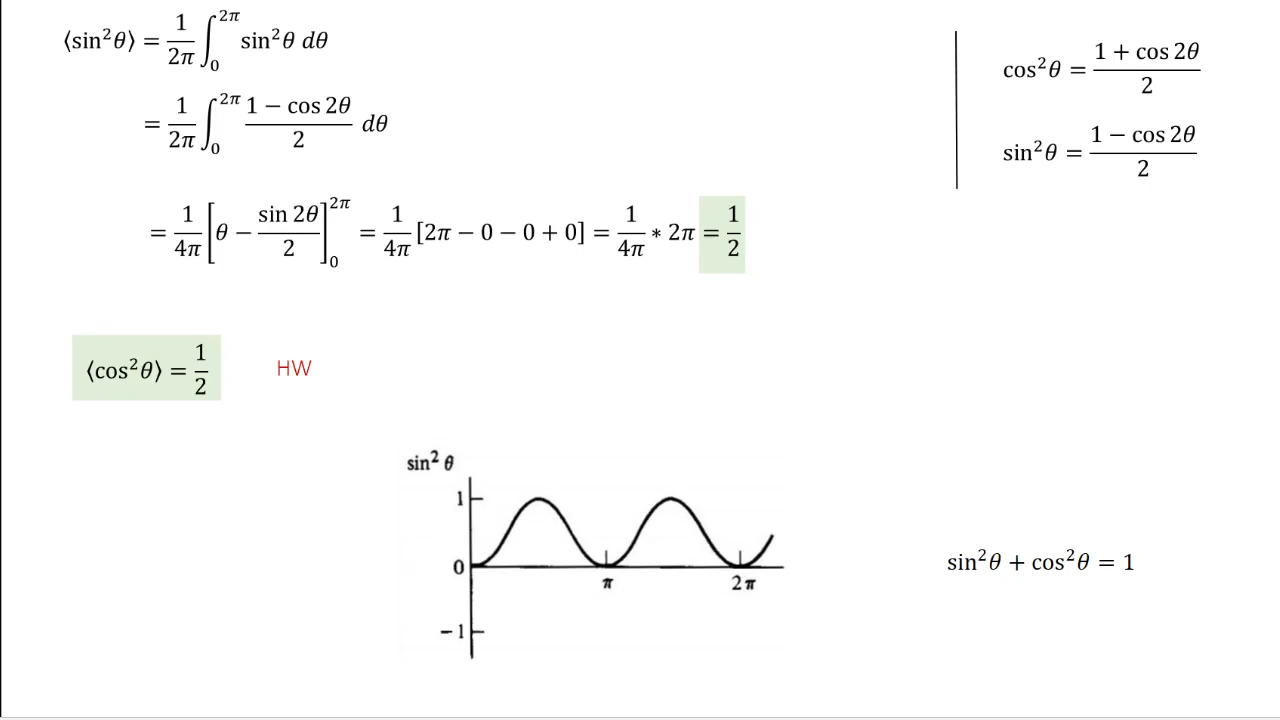 ⟨sin²θ⟩ = 1/2π ∫₀^2π sin²θ dθ
= 1/2π ∫₀^2π (1 − cos 2θ)/2 dθ
= 1/4π [θ − sin 2θ/2]₀^2π = 1/4π [2π − 0 − 0 + 0] = 1/4π ∗ 2π = 1/2
cos²θ = (1 + cos 2θ)/2
sin²θ = (1 − cos 2θ)/2
⟨cos²θ⟩ = 1/2 HW
sin² θ
1
0
π 2π
−1
sin²θ + cos²θ = 1